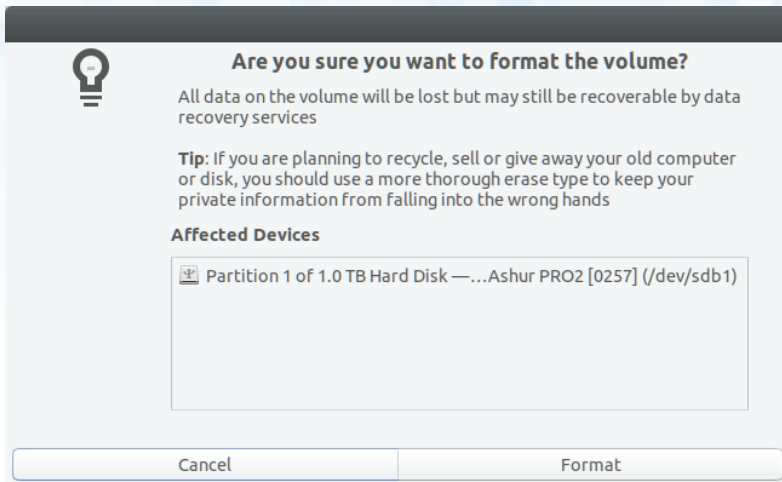 Are you sure you want to format the volume?
All data on the volume will be lost but may still be recoverable by data
recovery services
Tip: If you are planning to recycle, sell or give away your old computer
or disk, you should use a more thorough erase type to keep your
private information from falling into the wrong hands
Affected Devices
Partition 1 of 1.0 TB Hard Disk —…Ashur PRO2 [0257] (/dev/sdb1)
Cancel
Format